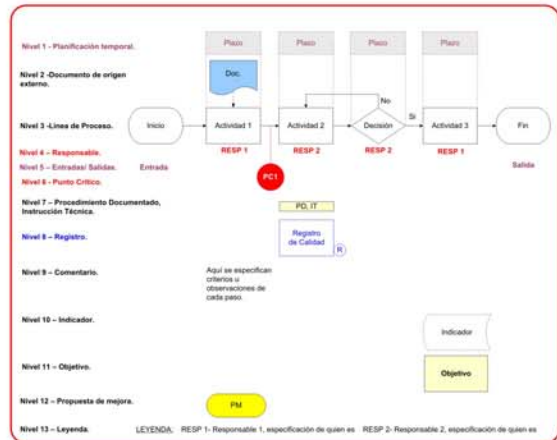 Nivel 1 - Planificación temporal.
Plazo
Plazo
Plazo
Plazo
Nivel 2 -Documento de origen
externo.
Doc.
No
Nivel 3 -Línea de Proceso.
Inicio
Actividad 1
Actividad 2
Decisión
Si
Actividad 3
Fin
Nivel 4 – Responsable.
RESP 1
RESP 2
RESP 2
RESP 1
Nivel 5 – Entradas/ Salidas.
Entrada
Salida
Nivel 6 - Punto Crítico.
PC1
Nivel 7 – Procedimiento Documentado,
Instrucción Técnica.
PD, IT
Nivel 8 – Registro.
Registro
de Calidad
R
Nivel 9 – Comentario.
Aquí se especifican
criterios u
observaciones de
cada paso.
Nivel 10 – Indicador.
Indicador
Nivel 11 – Objetivo.
Objetivo
Nivel 12 – Propuesta de mejora.
PM
Nivel 13 – Leyenda.
LEYENDA: RESP 1- Responsable 1, especificación de quien es RESP 2- Responsable 2, especificación de quien es